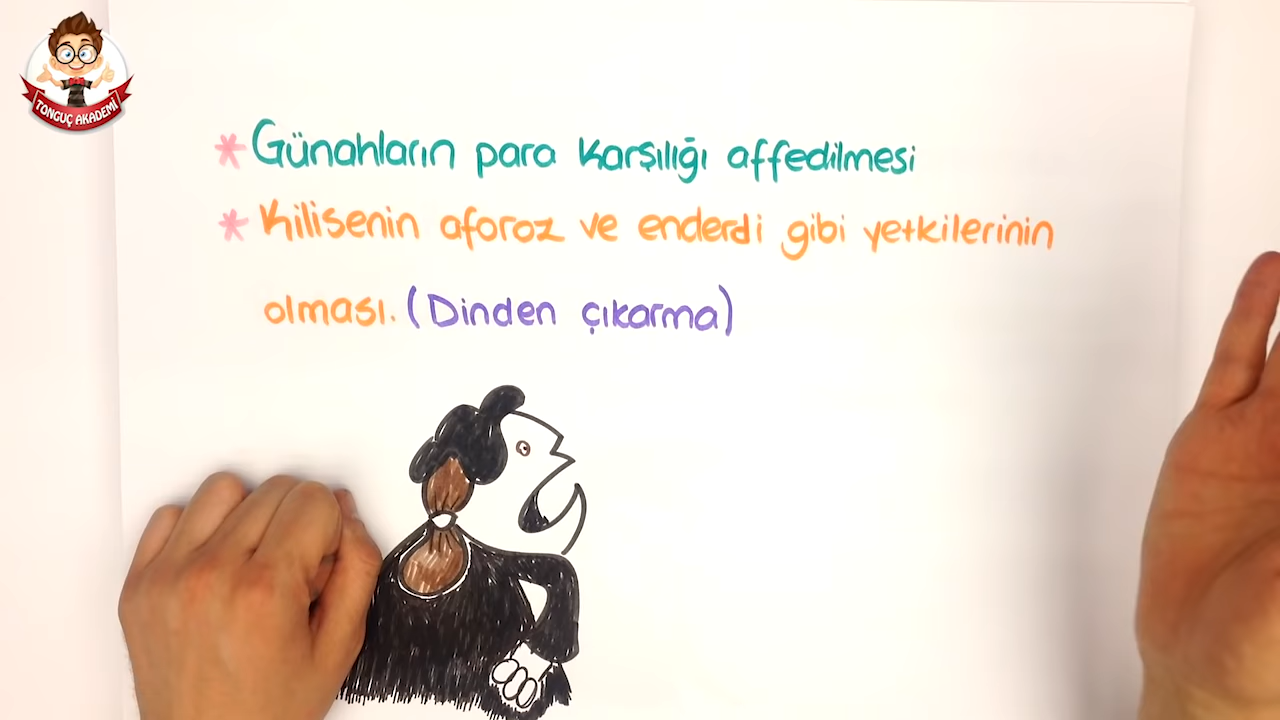 TONGUÇ AKADEMİ
* Günahların para karşılığı affedilmesi
* Kilisenin aforoz ve enderdi gibi yetkilerinin
olması. (Dinden çıkarma)